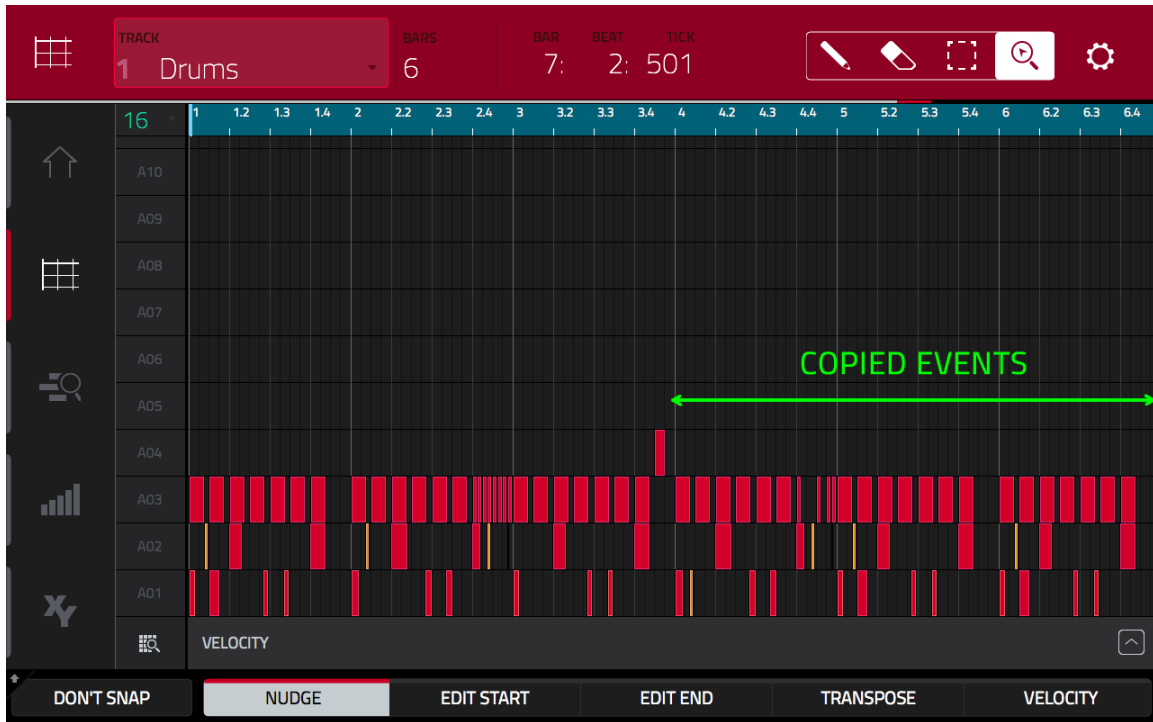 TRACK BARS BAR BEAT TICK
1 Drums 6 7: 2: 501
16 1 1.2 1.3 1.4 2 2.2 2.3 2.4 3 3.2 3.3 3.4 4 4.2 4.3 4.4 5 5.2 5.3 5.4 6 6.2 6.3 6.4
A10
A09
A08
A07
A06
COPIED EVENTS
A05
A04
A03
A02
A01
XY
VELOCITY
DON'T SNAP NUDGE EDIT START EDIT END TRANSPOSE VELOCITY